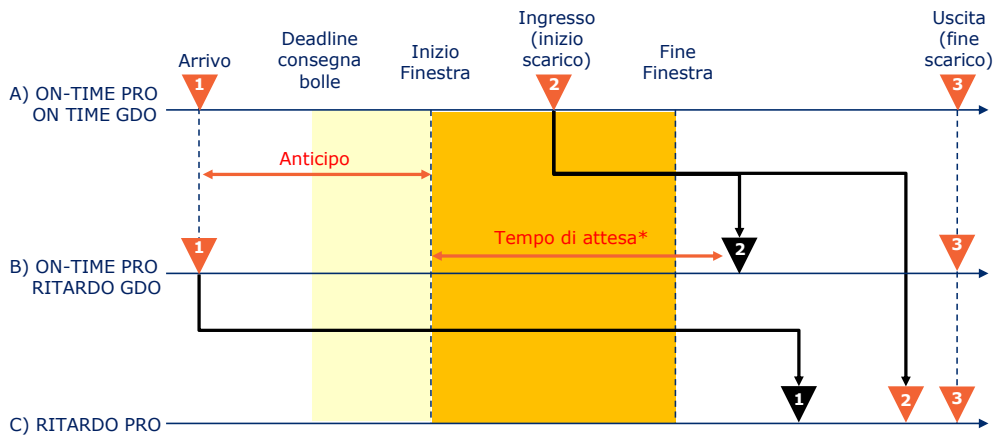 Arrivo
Deadline
consegna
bolle
Inizio
Finestra
Ingresso
(inizio
scarico)
Fine
Finestra
Uscita
(fine
scarico)
A) ON-TIME PRO
ON TIME GDO
1
2
3
Anticipo
Tempo di attesa*
B) ON-TIME PRO
RITARDO GDO
1
2
3
C) RITARDO PRO
1
2
3